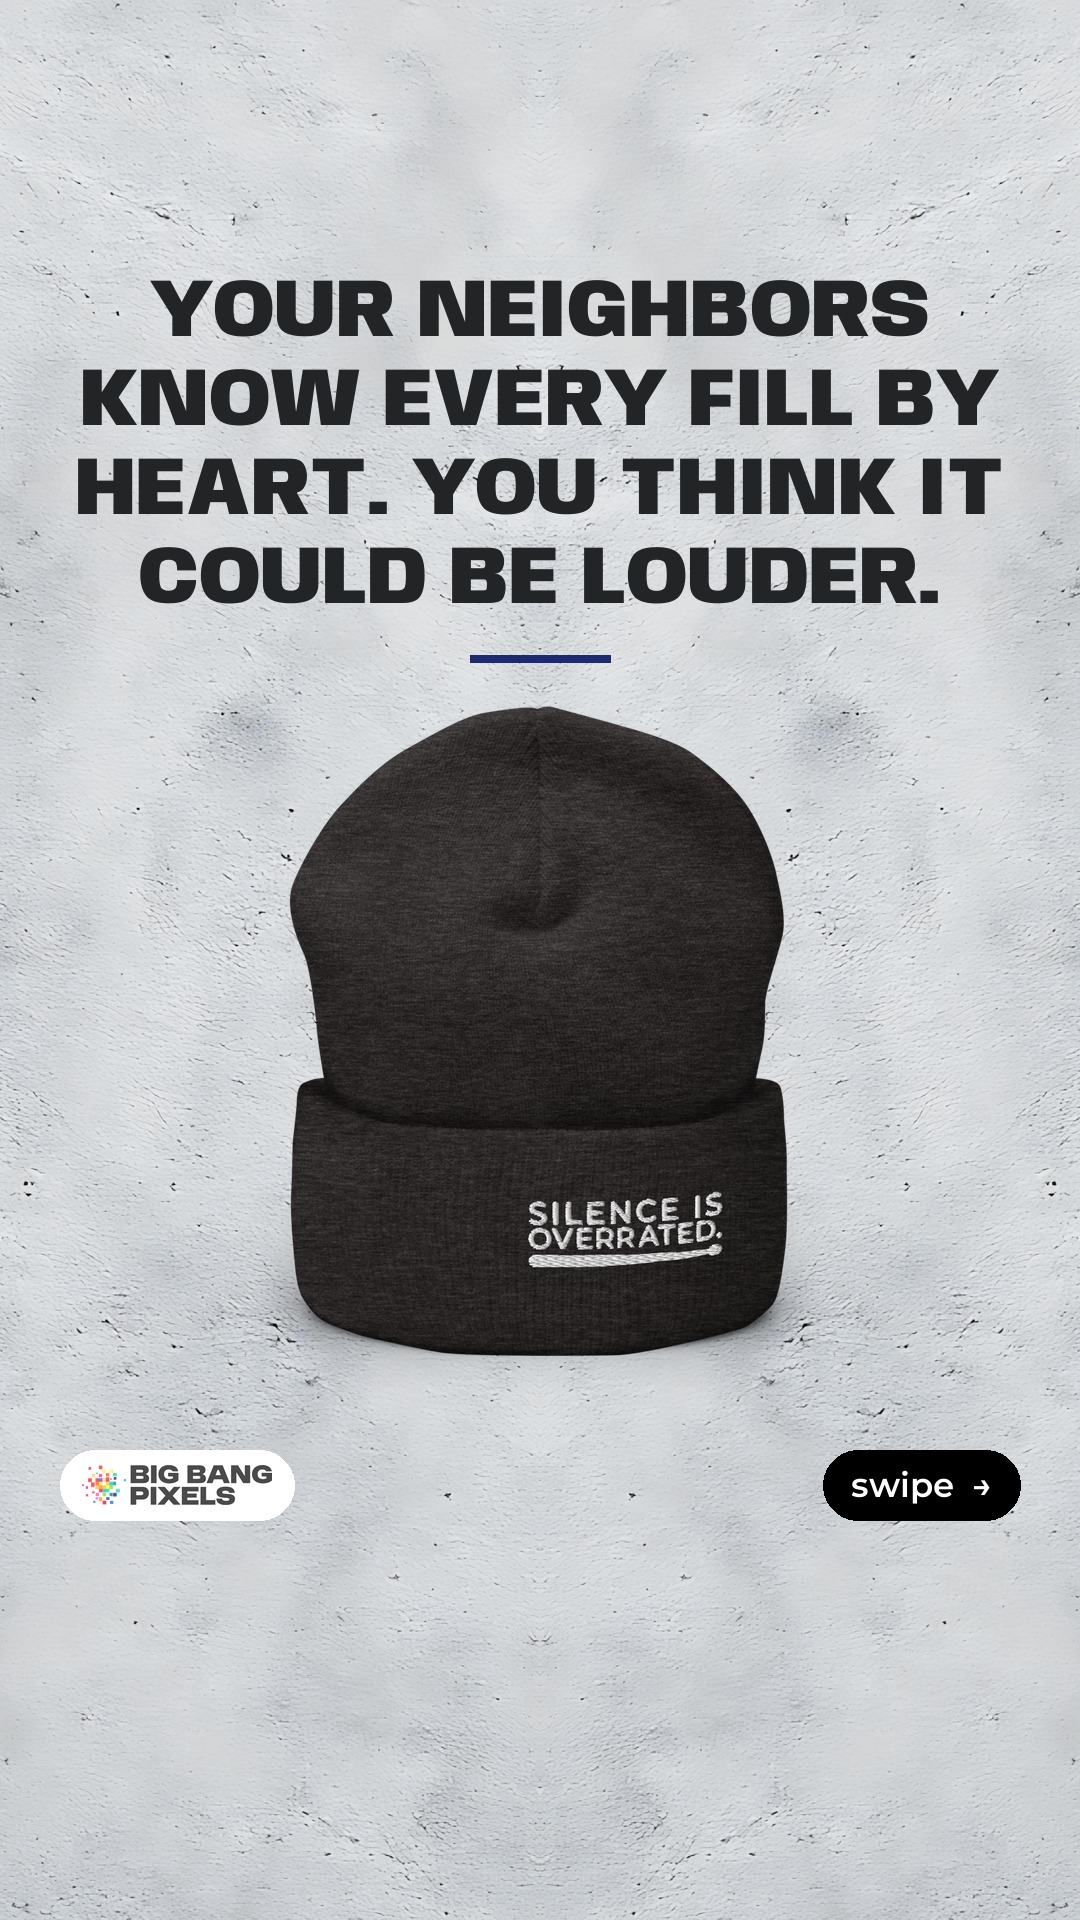 YOUR NEIGHBORS
KNOW EVERY FILL BY
HEART. YOU THINK IT
COULD BE LOUDER.
SILENCE IS
OVERRATED.
BIG BANG
PIXELS
swipe →